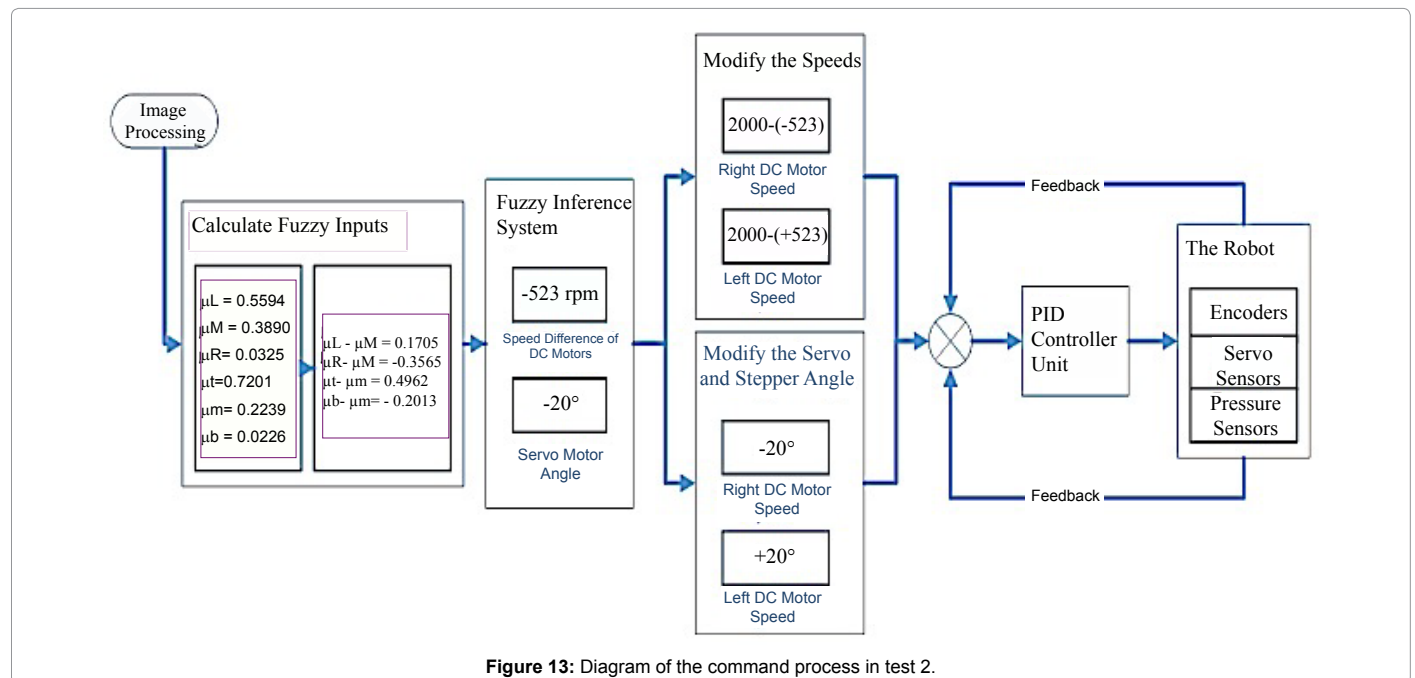 Image
Processing
Calculate Fuzzy Inputs
μL = 0.5594
μM = 0.3890
μR= 0.0325
μt=0.7201
μm= 0.2239
μb = 0.0226
μL - μM = 0.1705
μR- μM = -0.3565
μt- μm = 0.4962
μb- μm= - 0.2013
Fuzzy Inference
System
-523 rpm
Speed Difference of
DC Motors
-20°
Servo Motor
Angle
Modify the Speeds
2000-(-523)
Right DC Motor
Speed
2000-(+523)
Left DC Motor
Speed
Modify the Servo
and Stepper Angle
-20°
Right DC Motor
Speed
+20°
Left DC Motor
Speed
Feedback
PID
Controller
Unit
The Robot
Encoders
Servo
Sensors
Pressure
Sensors
Feedback
Figure 13: Diagram of the command process in test 2.